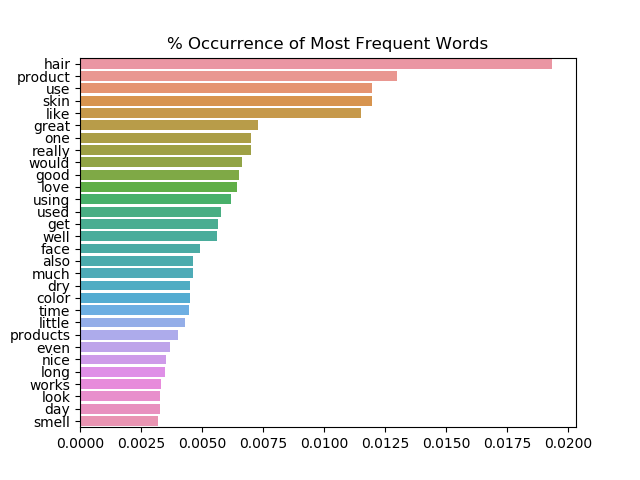 % Occurrence of Most Frequent Words
hair
product
use
skin
like
great
one
really
would
good
love
using
used
get
well
face
also
much
dry
color
time
little
products
even
nice
long
works
look
day
smell
0.0000 0.0025 0.0050 0.0075 0.0100 0.0125 0.0150 0.0175 0.0200